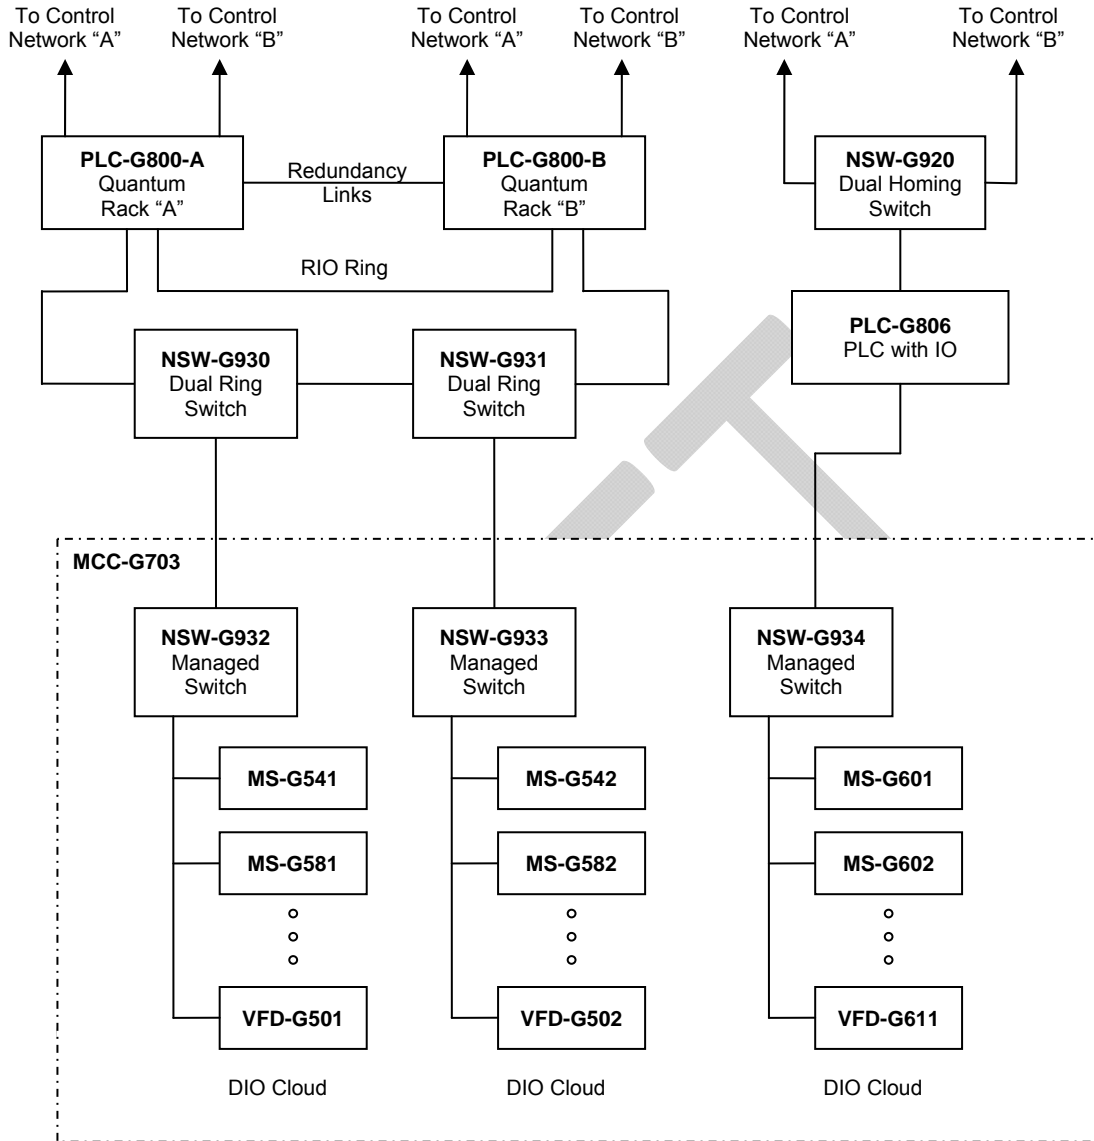 To Control
Network “A”
To Control
Network “B”
To Control
Network “A”
To Control
Network “B”
To Control
Network “A”
To Control
Network “B”
PLC-G800-A
Quantum
Rack “A”
Redundancy
Links
PLC-G800-B
Quantum
Rack “B”
NSW-G920
Dual Homing
Switch
RIO Ring
PLC-G806
PLC with IO
NSW-G930
Dual Ring
Switch
NSW-G931
Dual Ring
Switch
MCC-G703
NSW-G932
Managed
Switch
NSW-G933
Managed
Switch
NSW-G934
Managed
Switch
MS-G541
MS-G542
MS-G601
MS-G581
MS-G582
MS-G602
VFD-G501
VFD-G502
VFD-G611
DIO Cloud
DIO Cloud
DIO Cloud